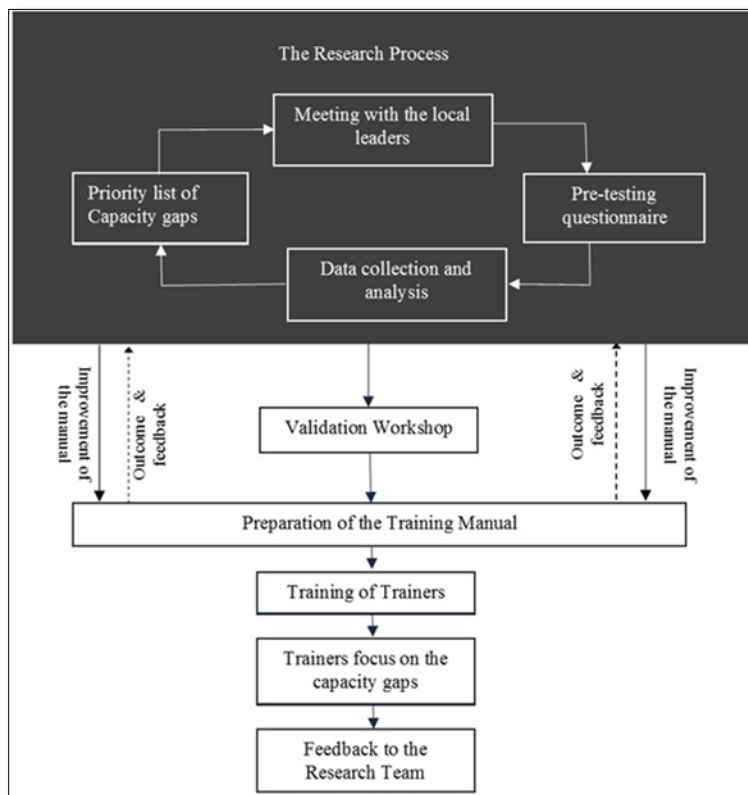 The Research Process
Meeting with the local
leaders
Priority list of
Capacity gaps
Pre-testing
questionnaire
Data collection and
analysis
Improvement of
the manual
Outcome &
feedback
Validation Workshop
Outcome &
feedback
Improvement of
the manual
Preparation of the Training Manual
Training of Trainers
Trainers focus on the
capacity gaps
Feedback to the
Research Team